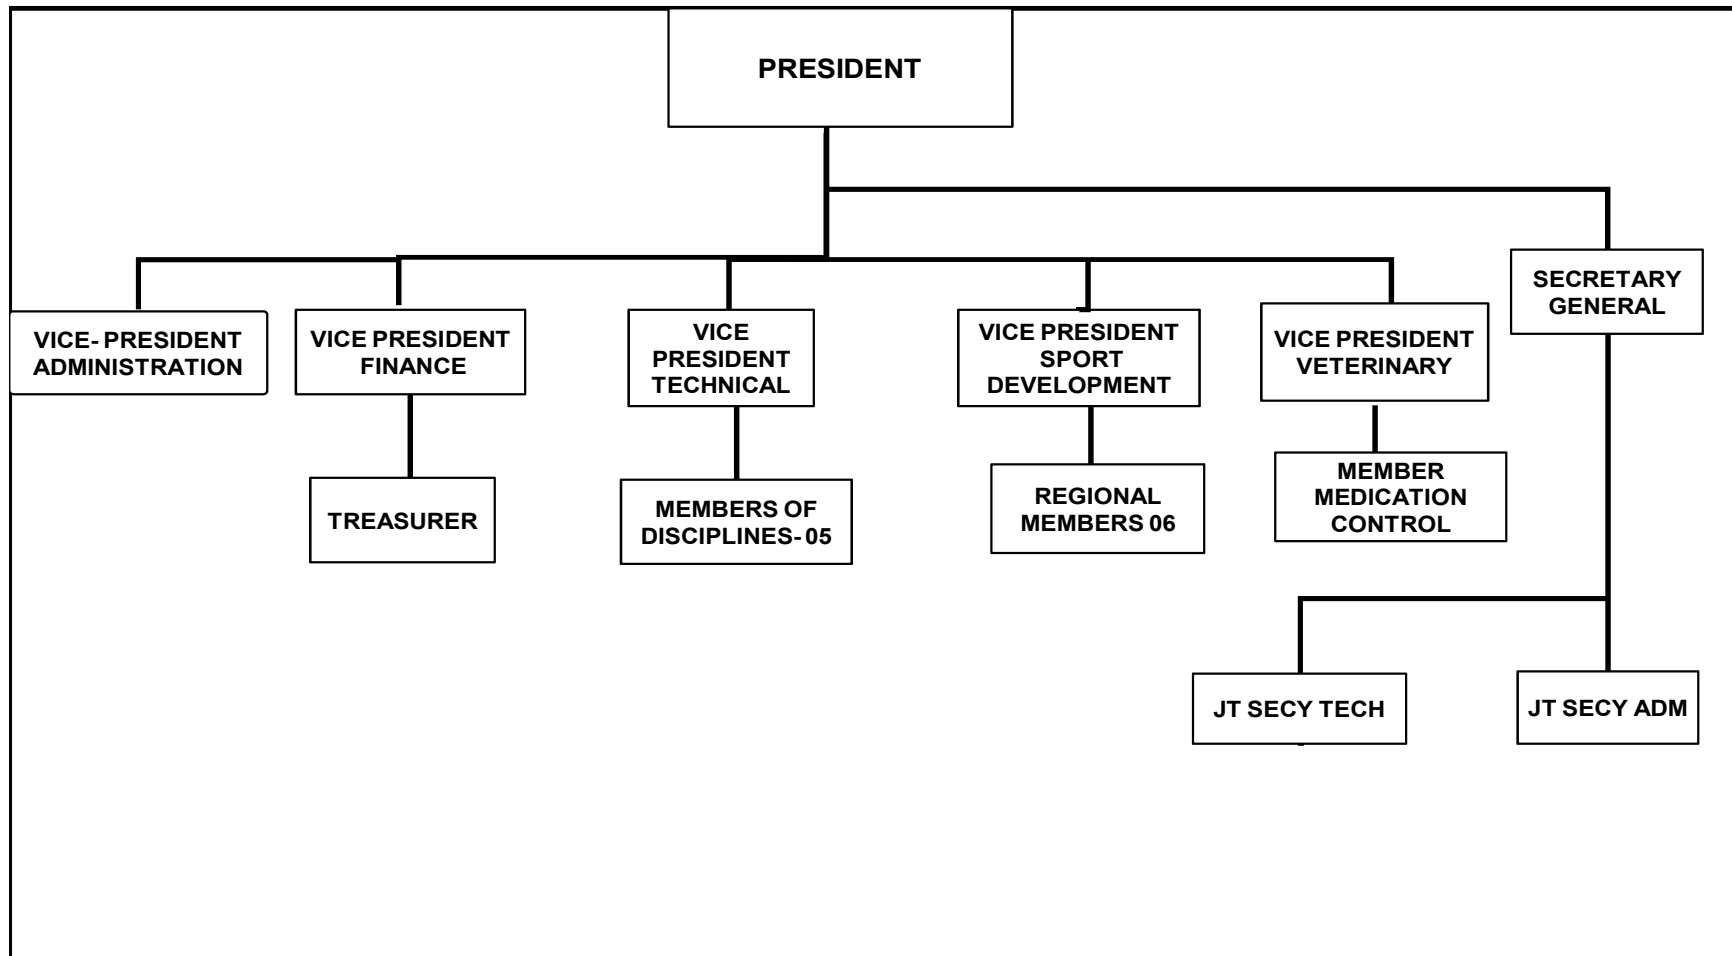 PRESIDENT
SECRETARY
GENERAL
VICE- PRESIDENT
ADMINISTRATION
VICE PRESIDENT
FINANCE
VICE
PRESIDENT
TECHNICAL
VICE PRESIDENT
SPORT
DEVELOPMENT
VICE PRESIDENT
VETERINARY
TREASURER
MEMBERS OF
DISCIPLINES- 05
REGIONAL
MEMBERS 06
MEMBER
MEDICATION
CONTROL
JT SECY TECH
JT SECY ADM